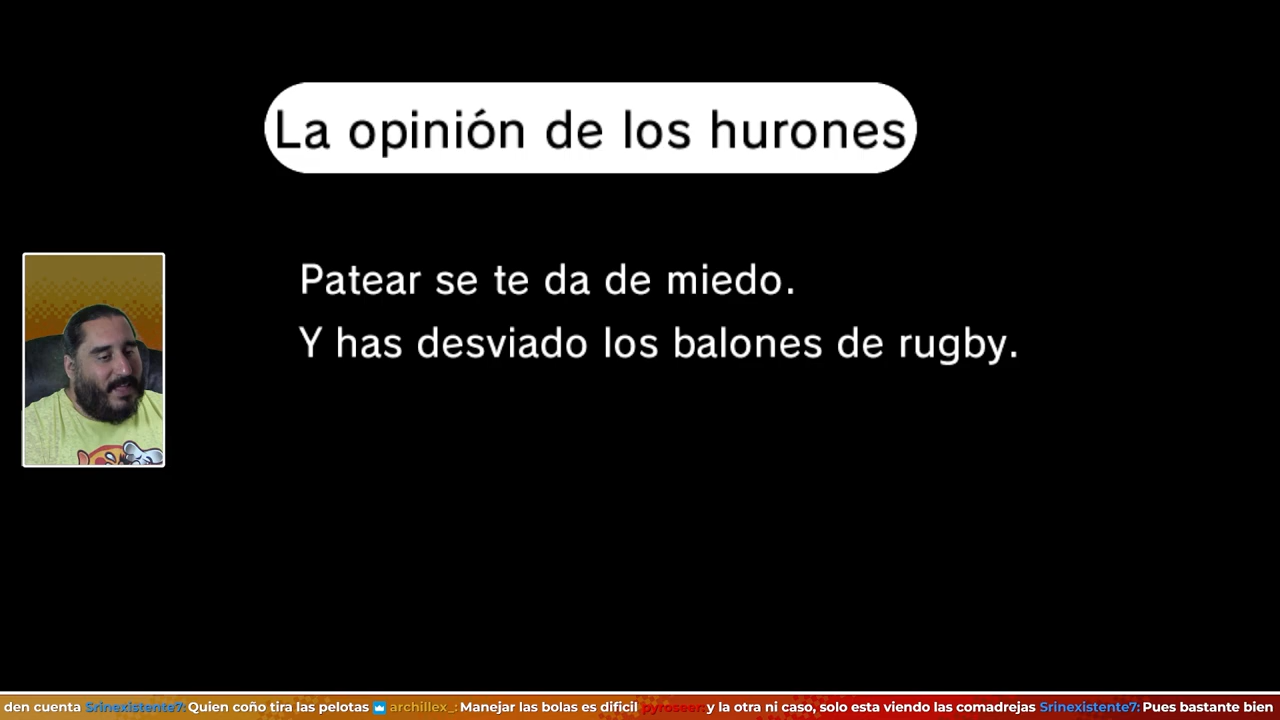 La opinión de los hurones
Patear se te da de miedo.
Y has desviado los balones de rugby.
den cuenta Srinexistente7: Quien coño tira las pelotas archillex_: Manejar las bolas es dificil pyroseer: y la otra ni caso, solo esta viendo las comadrejas Srinexistente7: Pues bastante bien